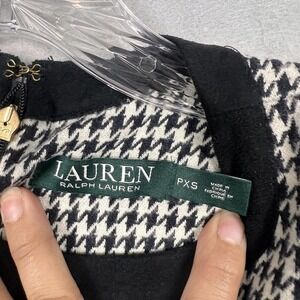 LAUREN
RALPH LAUREN
PXS
MADE IN
CHINA
FABRIQUÉ EN
CHINE